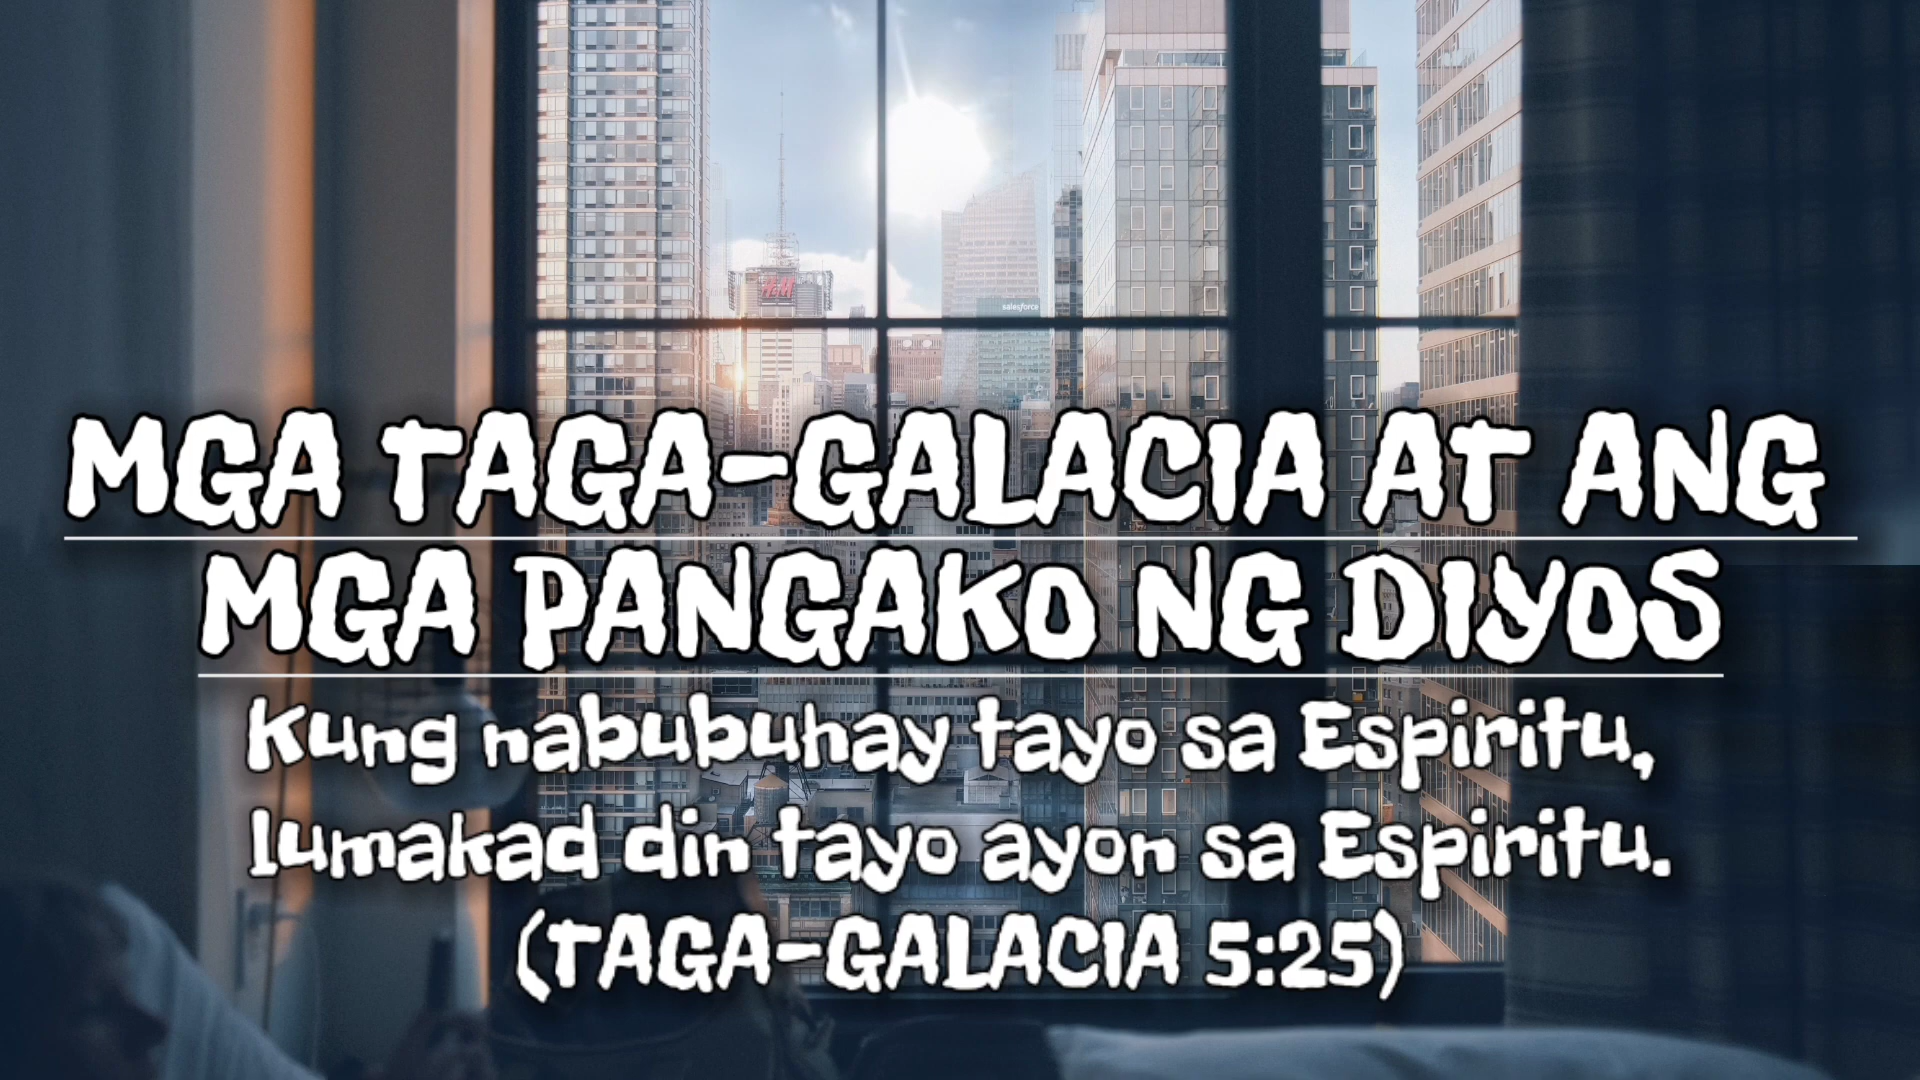 H&M
salesforce
MGA TAGA-GALACIA AT ANG
MGA PANGAKO NG DIYOS
Kung nabubuhay tayo sa Espiritu,
lumakad din tayo ayon sa Espiritu.
(TAGA-GALACIA 5:25)